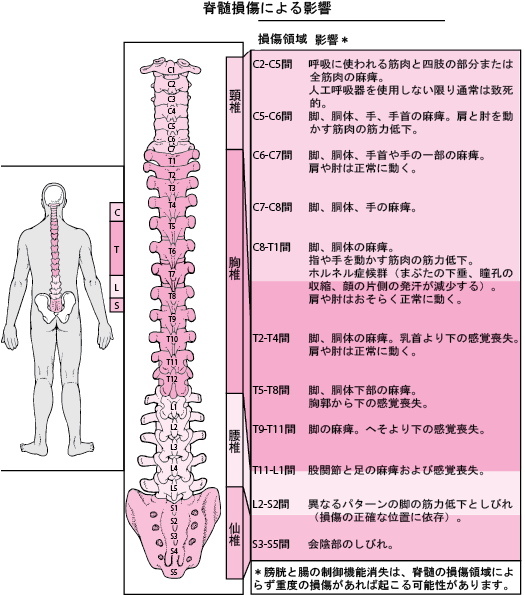 脊髄損傷による影響
損傷領域 影響＊
C2-C5間 呼吸に使われる筋肉と四肢の部分または
全筋肉の麻痺。
人工呼吸器を使用しない限り通常は致死
的。
C5-C6間 脚、胴体、手、手首の麻痺。肩と肘を動
かす筋肉の筋力低下。
C6-C7間 脚、胴体、手首や手の一部の麻痺。
肩や肘は正常に動く。
C7-C8間 脚、胴体、手の麻痺。
C8-T1間 脚、胴体の麻痺。
指や手を動かす筋肉の筋力低下。
ホルネル症候群（まぶたの下垂、瞳孔の
収縮、顔の片側の発汗が減少する）。
肩や肘はおそらく正常に動く。
T2-T4間 脚、胴体の麻痺。乳首より下の感覚喪失。
肩や肘は正常に動く。
T5-T8間 脚、胴体下部の麻痺。
胸郭から下の感覚喪失。
T9-T11間 脚の麻痺。へそより下の感覚喪失。
T11-L1間 股関節と足の麻痺および感覚喪失。
L2-S2間 異なるパターンの脚の筋力低下としびれ
（損傷の正確な位置に依存）。
S3-S5間 会陰部のしびれ。
＊膀胱と腸の制御機能消失は、脊髄の損傷領域によ
らず重度の損傷があれば起こる可能性があります。
頸椎
胸椎
腰椎
仙椎
C1
C2
C3
C4
C5
C6
C7
T1
T2
T3
T4
T5
T6
T7
T8
T9
T10
T11
T12
L1
L2
L3
L4
L5
S1
S2
S3
S4
S5
C
T
L
S